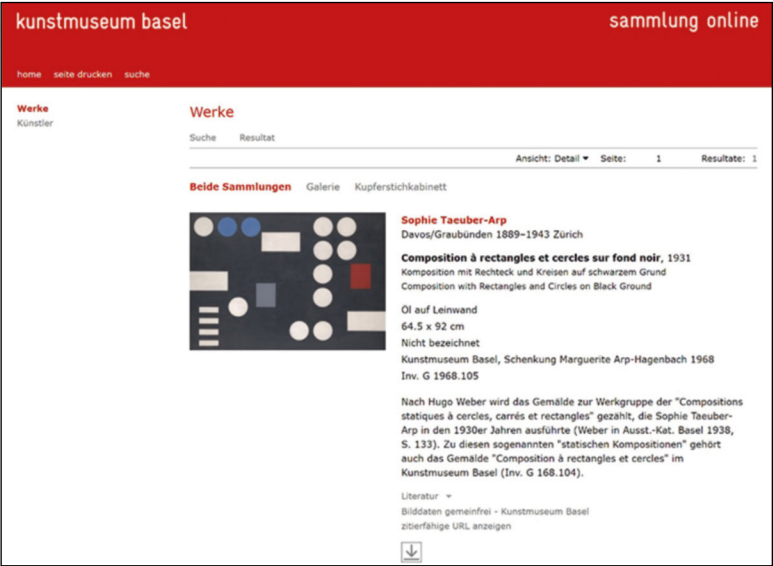 kunstmuseum basel
sammlung online
home seite drucken suche
Werke
Künstler
Werke
Suche Resultat
Ansicht: Detail Seite: 1 Resultate: 1
Beide Sammlungen Galerie Kupferstichkabinett
Sophie Taeuber-Arp
Davos/Graubünden 1889–1943 Zürich
Composition à rectangles et cercles sur fond noir, 1931
Komposition mit Rechteck und Kreisen auf schwarzem Grund
Composition with Rectangles and Circles on Black Ground
Öl auf Leinwand
64.5 x 92 cm
Nicht bezeichnet
Kunstmuseum Basel, Schenkung Marguerite Arp-Hagenbach 1968
Inv. G 1968.105
Nach Hugo Weber wird das Gemälde zur Werkgruppe der "Compositions
statiques à cercles, carrés et rectangles" gezählt, die Sophie Taeuber-
Arp in den 1930er Jahren ausführte (Weber in Ausst.-Kat. Basel 1938,
S. 133). Zu diesen sogenannten "statischen Kompositionen" gehört
auch das Gemälde "Composition à rectangles et cercles" im
Kunstmuseum Basel (Inv. G 168.104).
Literatur
Bilddaten gemeinfrei - Kunstmuseum Basel
zitierfähige URL anzeigen